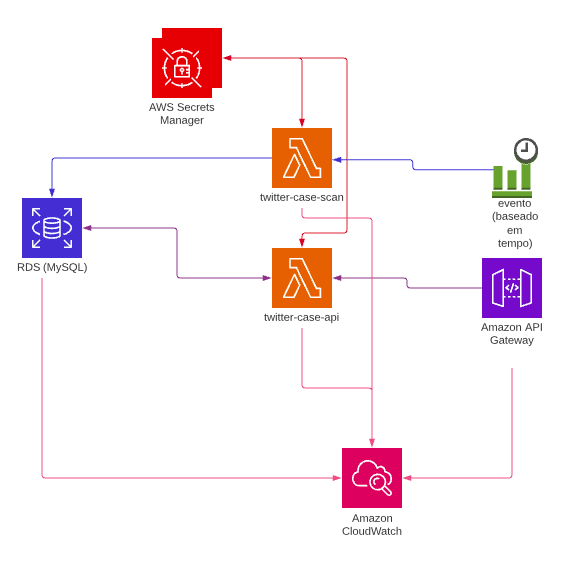 AWS Secrets
Manager
twitter-case-scan
evento
(baseado
em
tempo)
RDS (MySQL)
twitter-case-api
Amazon API
Gateway
Amazon
CloudWatch